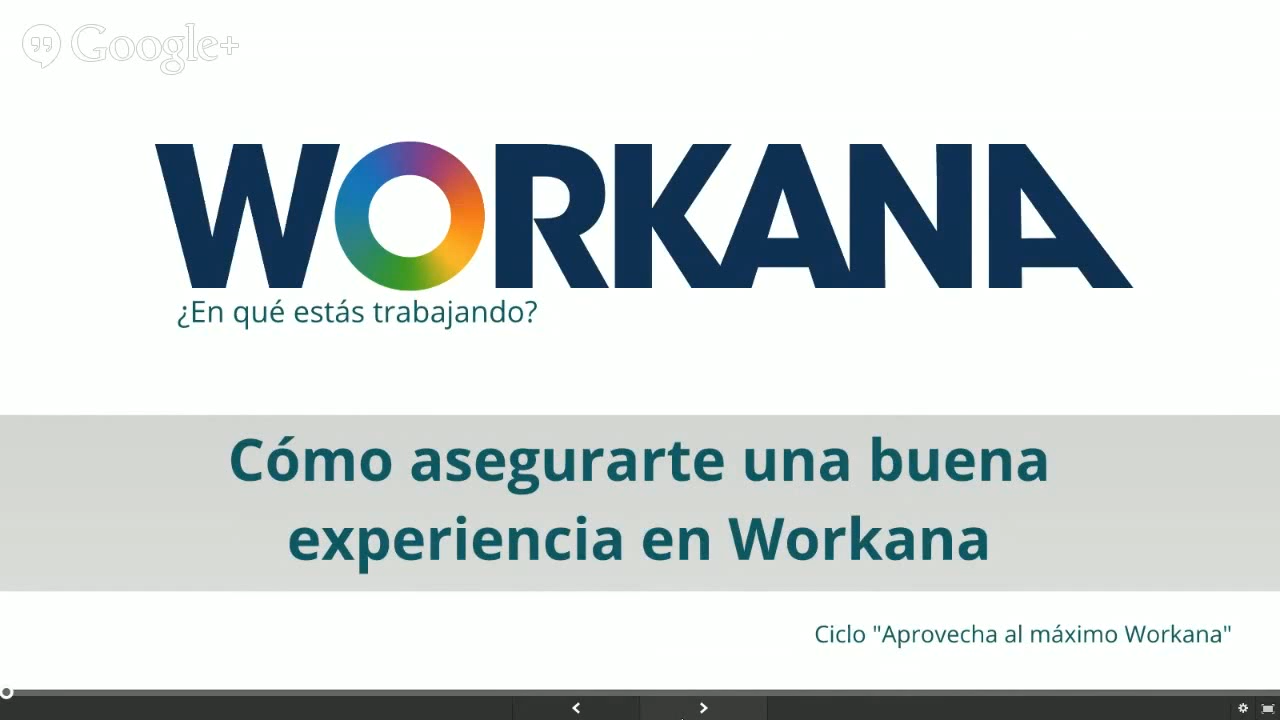 Google+
WORKANA
¿En qué estás trabajando?
Cómo asegurarte una buena
experiencia en Workana
Ciclo "Aprovecha al máximo Workana"